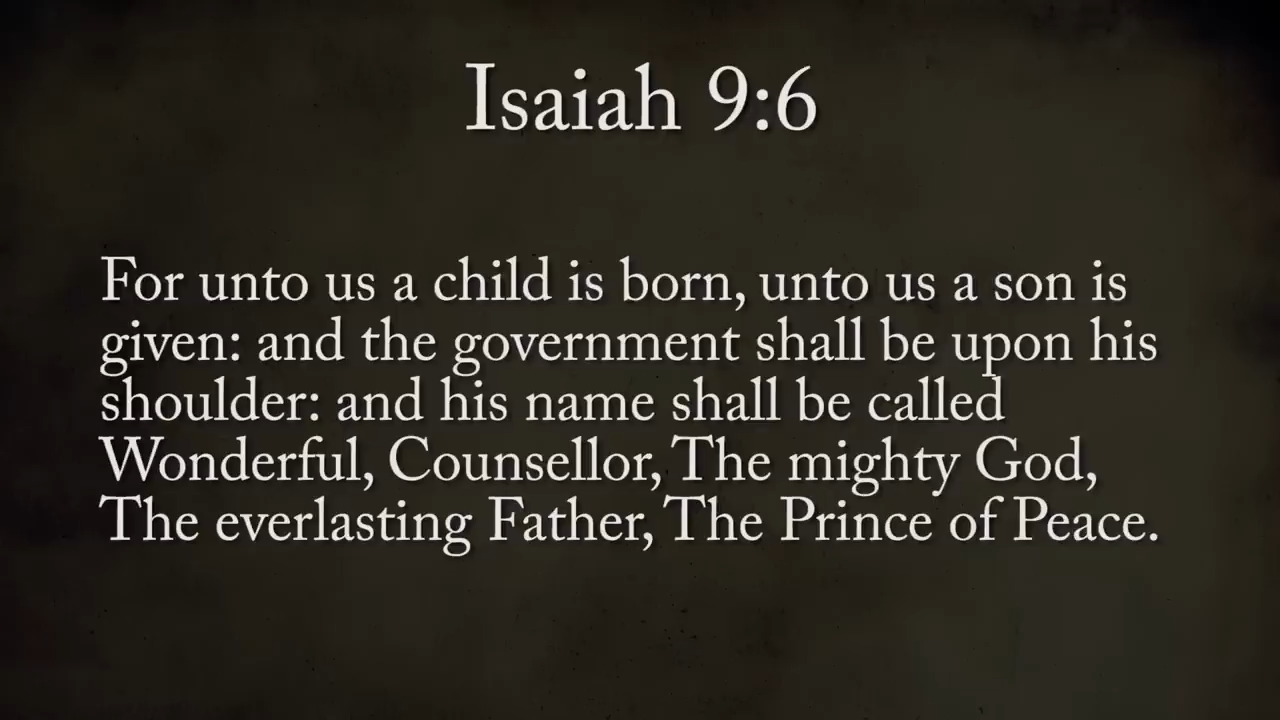 Isaiah 9:6
For unto us a child is born, unto us a son is
given: and the government shall be upon his
shoulder: and his name shall be called
Wonderful, Counsellor, The mighty God,
The everlasting Father, The Prince of Peace.